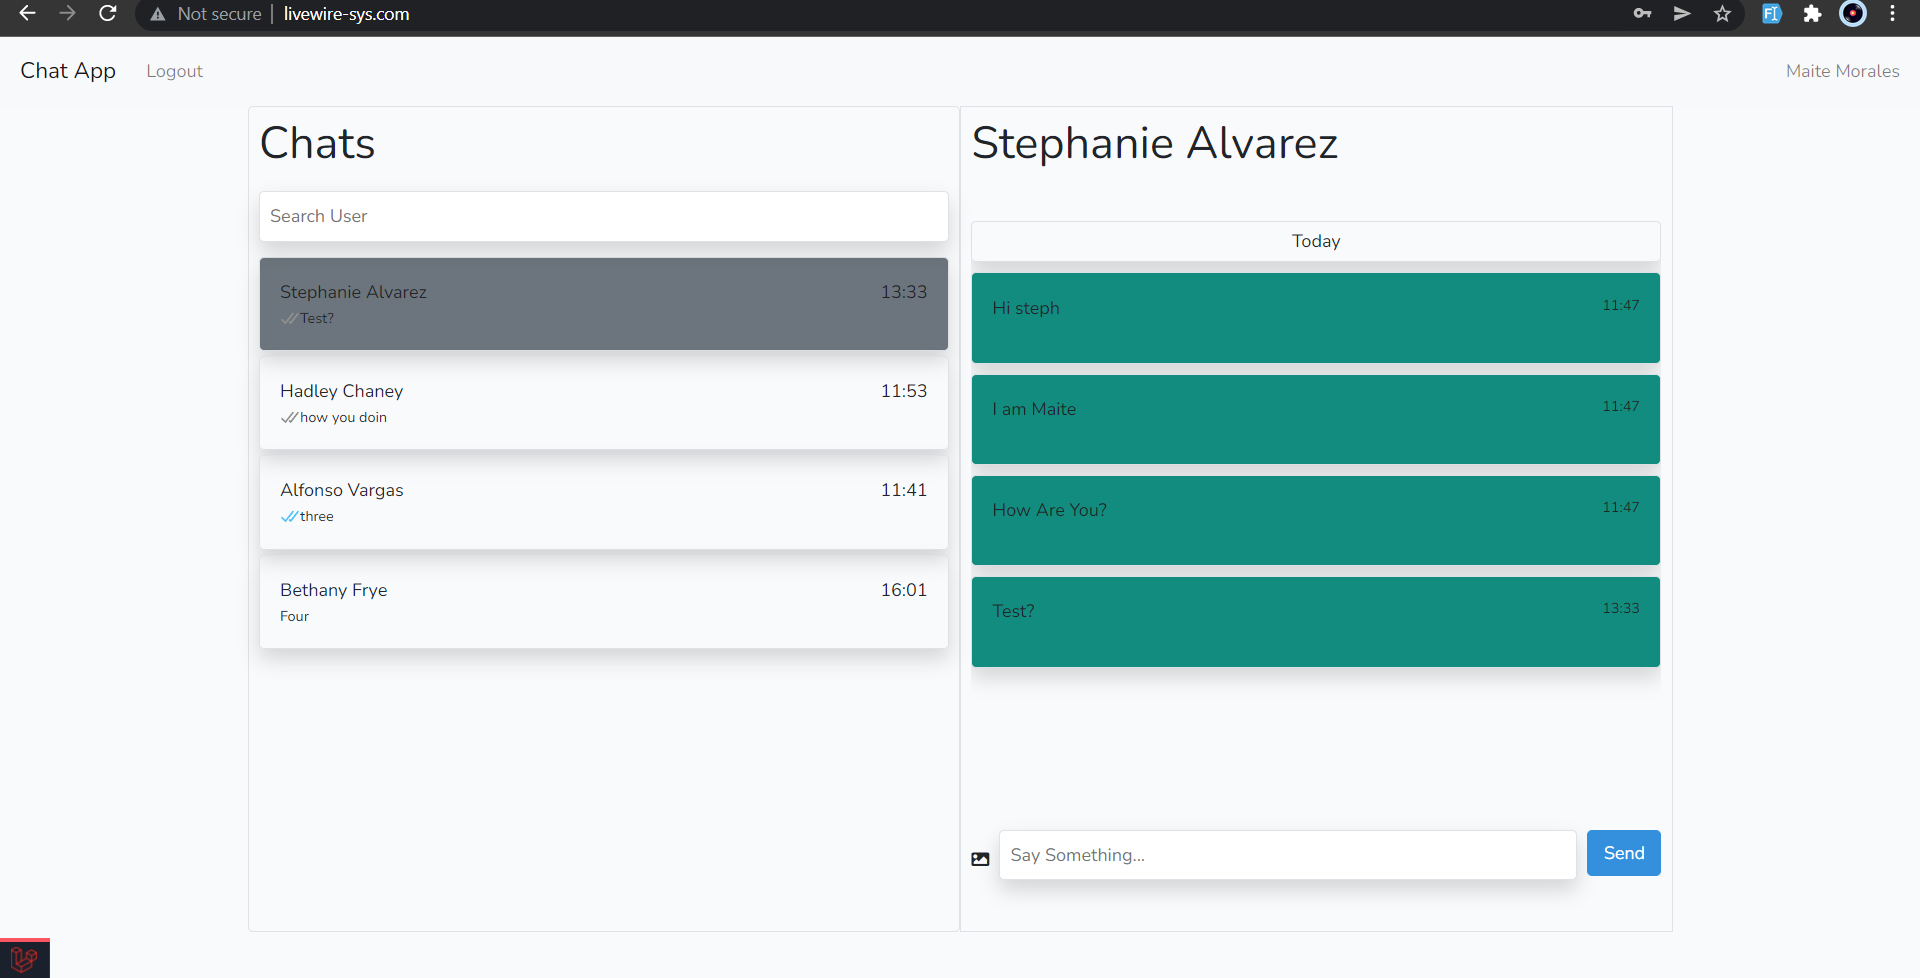 Not secure | livewire-sys.com
Chat App Logout Maite Morales
Chats
Search User
Stephanie Alvarez 13:33
Test?
Hadley Chaney 11:53
how you doin
Alfonso Vargas 11:41
three
Bethany Frye 16:01
Four
Stephanie Alvarez
Today
Hi steph 11:47
I am Maite 11:47
How Are You? 11:47
Test? 13:33
Say Something...
Send